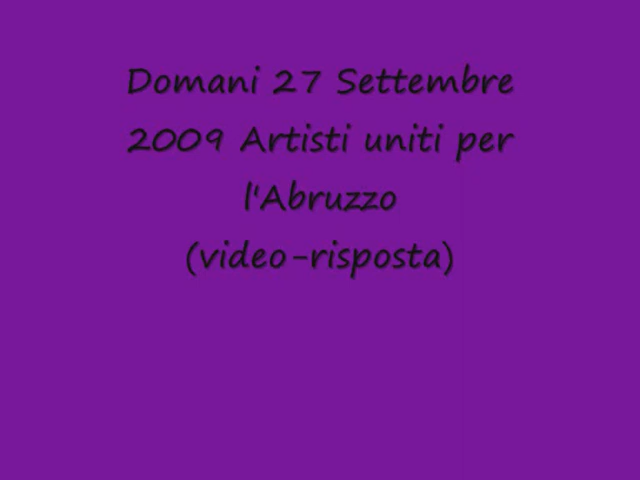 Domani 27 Settembre
2009 Artisti uniti per
l'Abruzzo
(video-risposta)